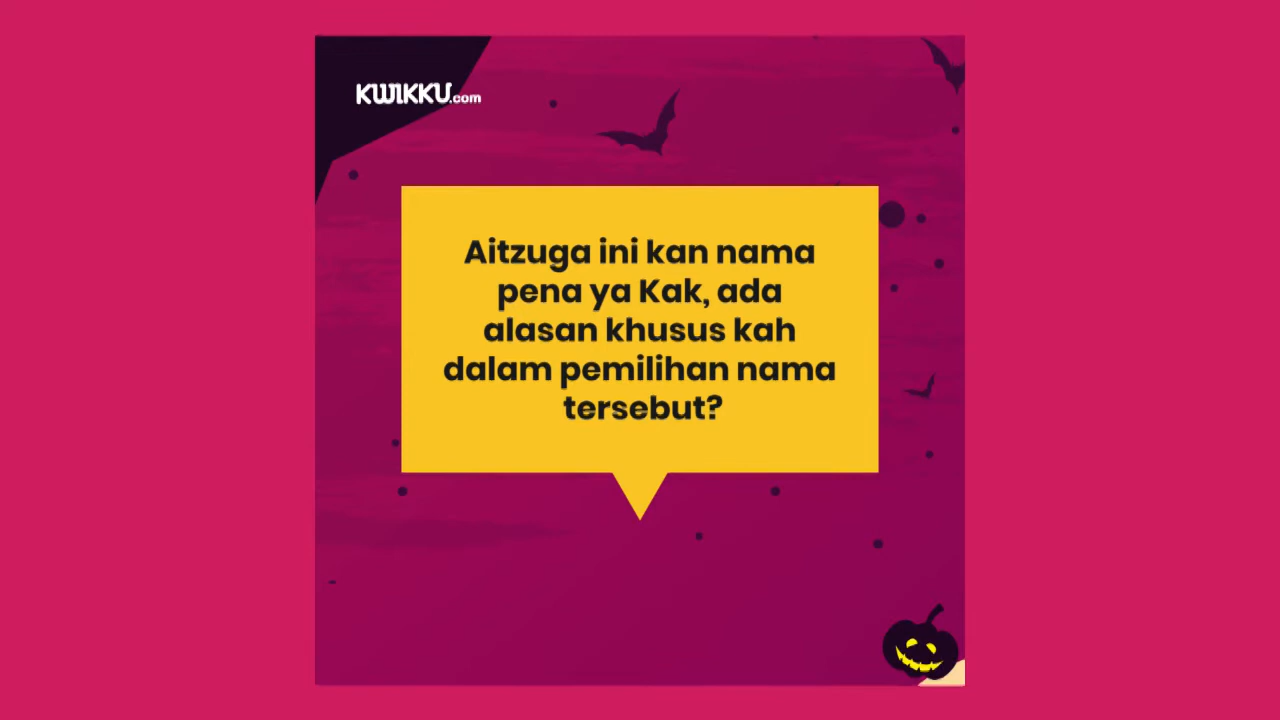 KWIKKU.com
Aitzuga ini kan nama
pena ya Kak, ada
alasan khusus kah
dalam pemilihan nama
tersebut?